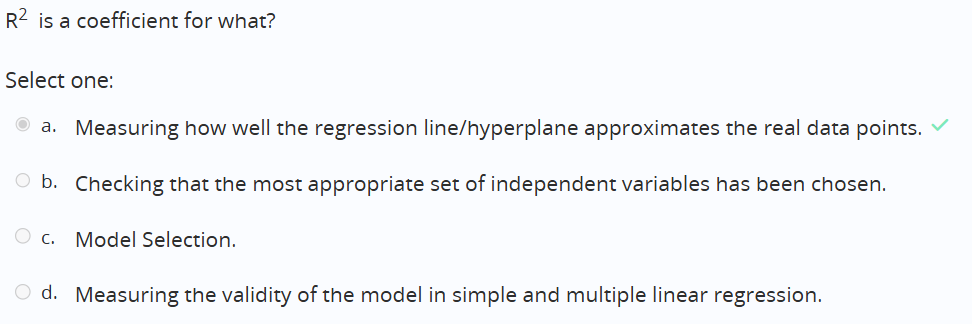 R² is a coefficient for what?
Select one:
a. Measuring how well the regression line/hyperplane approximates the real data points.
b. Checking that the most appropriate set of independent variables has been chosen.
c. Model Selection.
d. Measuring the validity of the model in simple and multiple linear regression.